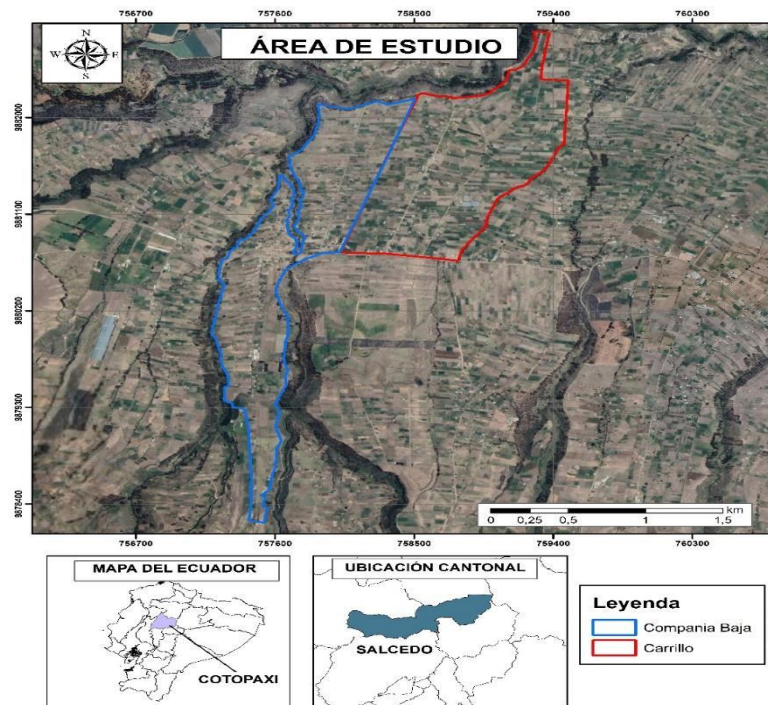 756700 757600 758500 759400 760300
N
W E
S
ÁREA DE ESTUDIO
9882000
9881100
9880200
9879300
9878400
km
0 0,25 0,5 1 1,5
756700 757600 758500 759400 760300
MAPA DEL ECUADOR
COTOPAXI
UBICACIÓN CANTONAL
SALCEDO
Leyenda
Compania Baja
Carrillo